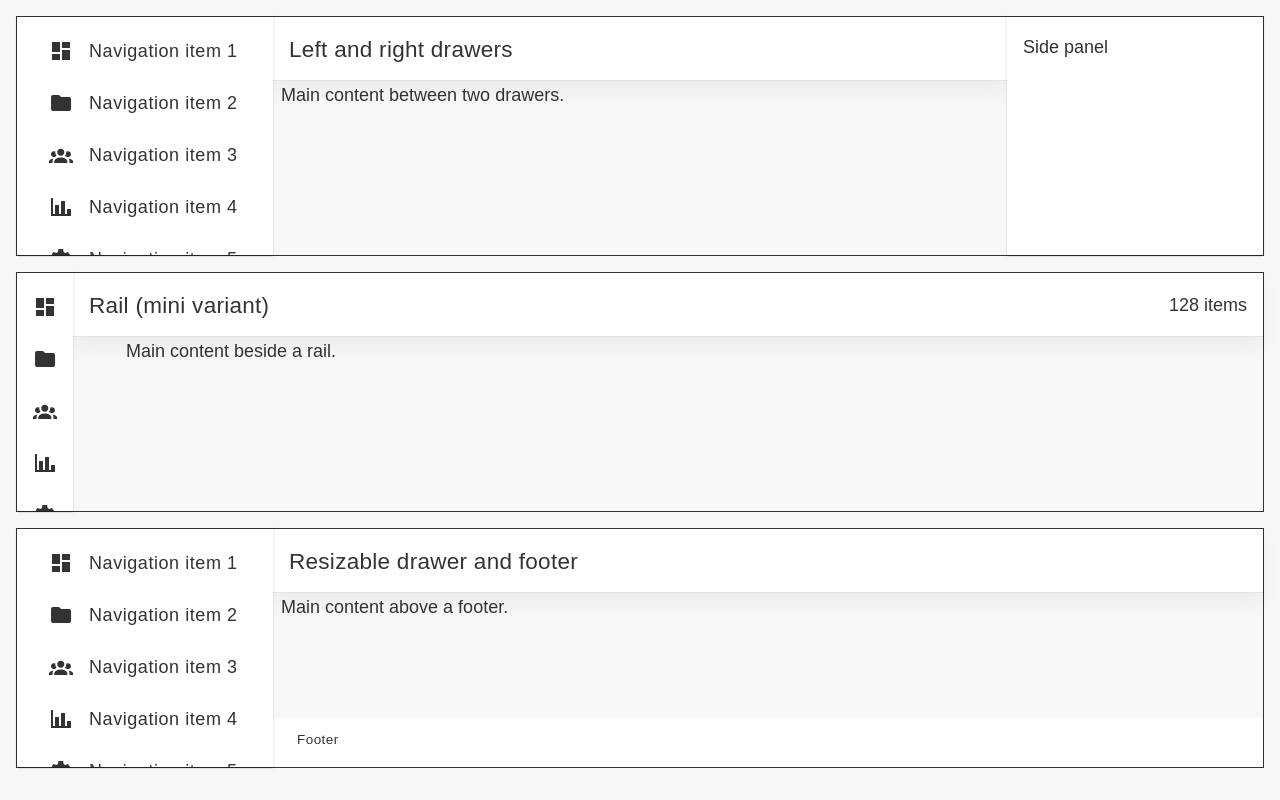 Navigation item 1
Navigation item 2
Navigation item 3
Navigation item 4
Left and right drawers
Main content between two drawers.
Side panel
Rail (mini variant)
128 items
Main content beside a rail.
Navigation item 1
Navigation item 2
Navigation item 3
Navigation item 4
Resizable drawer and footer
Main content above a footer.
Footer